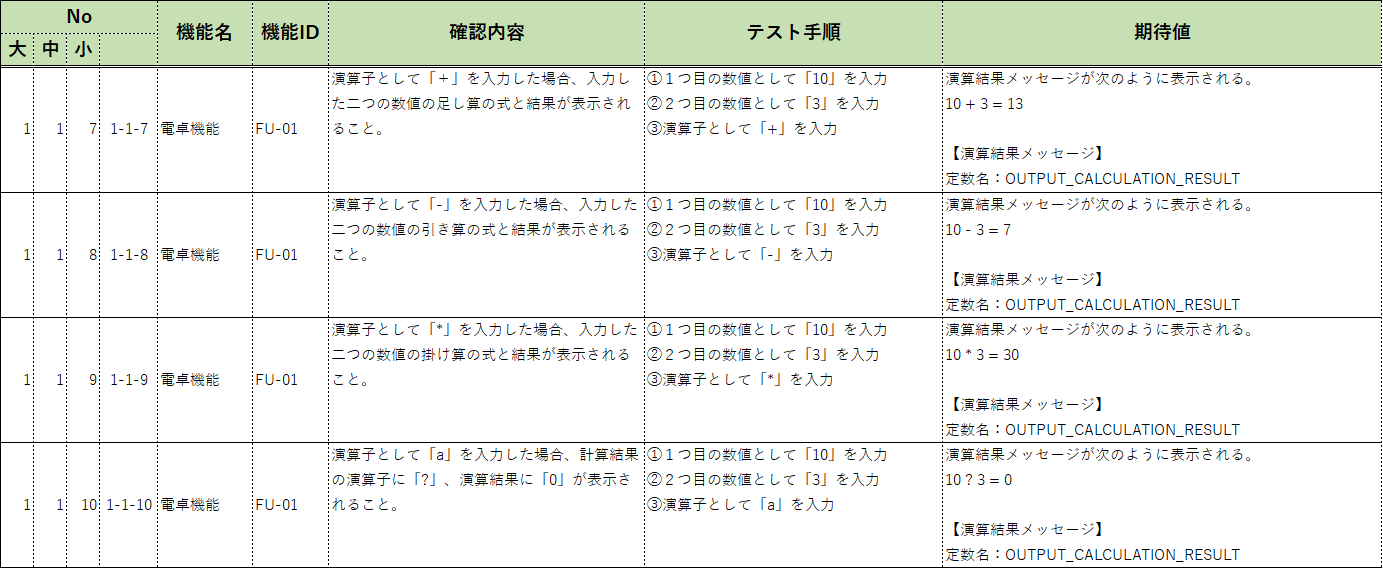 No
大 中 小
機能名
機能ID
確認内容
テスト手順
期待値
1 1 7 1-1-7 電卓機能 FU-01
演算子として「＋」を入力した場合、入力し
た二つの数値の足し算の式と結果が表示され
ること。
①１つ目の数値として「10」を入力
②２つ目の数値として「3」を入力
③演算子として「+」を入力
演算結果メッセージが次のように表示される。
10 + 3 = 13
【演算結果メッセージ】
定数名：OUTPUT_CALCULATION_RESULT
1 1 8 1-1-8 電卓機能 FU-01
演算子として「-」を入力した場合、入力した
二つの数値の引き算の式と結果が表示される
こと。
①１つ目の数値として「10」を入力
②２つ目の数値として「3」を入力
③演算子として「-」を入力
演算結果メッセージが次のように表示される。
10 - 3 = 7
【演算結果メッセージ】
定数名：OUTPUT_CALCULATION_RESULT
1 1 9 1-1-9 電卓機能 FU-01
演算子として「*」を入力した場合、入力した
二つの数値の掛け算の式と結果が表示される
こと。
①１つ目の数値として「10」を入力
②２つ目の数値として「3」を入力
③演算子として「*」を入力
演算結果メッセージが次のように表示される。
10 * 3 = 30
【演算結果メッセージ】
定数名：OUTPUT_CALCULATION_RESULT
1 1 10 1-1-10 電卓機能 FU-01
演算子として「a」を入力した場合、計算結果
の演算子に「?」、演算結果に「0」が表示さ
れること。
①１つ目の数値として「10」を入力
②２つ目の数値として「3」を入力
③演算子として「a」を入力
演算結果メッセージが次のように表示される。
10 ? 3 = 0
【演算結果メッセージ】
定数名：OUTPUT_CALCULATION_RESULT